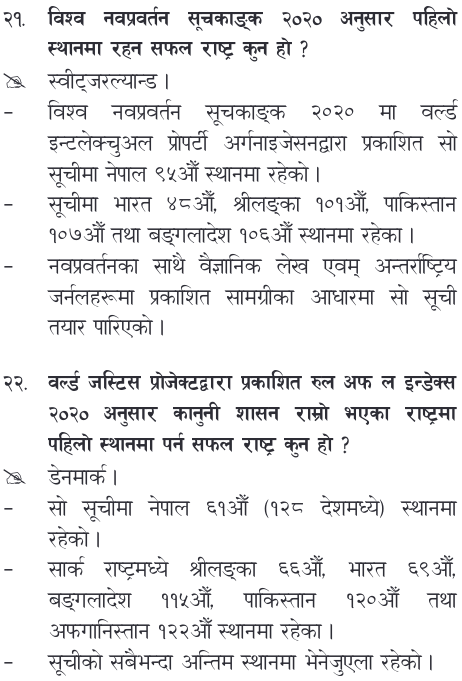 २१. विश्व नवप्रवर्तन सूचकाङ्क २०२० अनुसार पहिलो
स्थानमा रहन सफल राष्ट्र कुन हो ?
स्वीट्जरल्यान्ड ।
- विश्व नवप्रवर्तन सूचकाङ्क २०२० मा वर्ल्ड
इन्टलेक्चुअल प्रोपर्टी अर्गनाइजेसनद्वारा प्रकाशित सो
सूचीमा नेपाल ९५औँ स्थानमा रहेको ।
- सूचीमा भारत ४८औँ, श्रीलङ्का १०१औँ, पाकिस्तान
१०७औँ तथा बङ्गलादेश १०६औँ स्थानमा रहेका ।
- नवप्रवर्तनका साथै वैज्ञानिक लेख एवम् अन्तर्राष्ट्रिय
जर्नलहरूमा प्रकाशित सामग्रीका आधारमा सो सूची
तयार पारिएको ।
२२. वर्ल्ड जस्टिस प्रोजेक्टद्वारा प्रकाशित रुल अफ ल इन्डेक्स
२०२० अनुसार कानुनी शासन राम्रो भएका राष्ट्रमा
पहिलो स्थानमा पर्न सफल राष्ट्र कुन हो ?
डेनमार्क ।
- सो सूचीमा नेपाल ६१औँ (१२८ देशमध्ये) स्थानमा
रहेको ।
- सार्क राष्ट्रमध्ये श्रीलङ्का ६६औँ, भारत ६९औँ,
बङ्गलादेश ११५औँ, पाकिस्तान १२०औँ तथा
अफगानिस्तान १२२औँ स्थानमा रहेका ।
- सूचीको सबैभन्दा अन्तिम स्थानमा भेनेजुएला रहेको ।